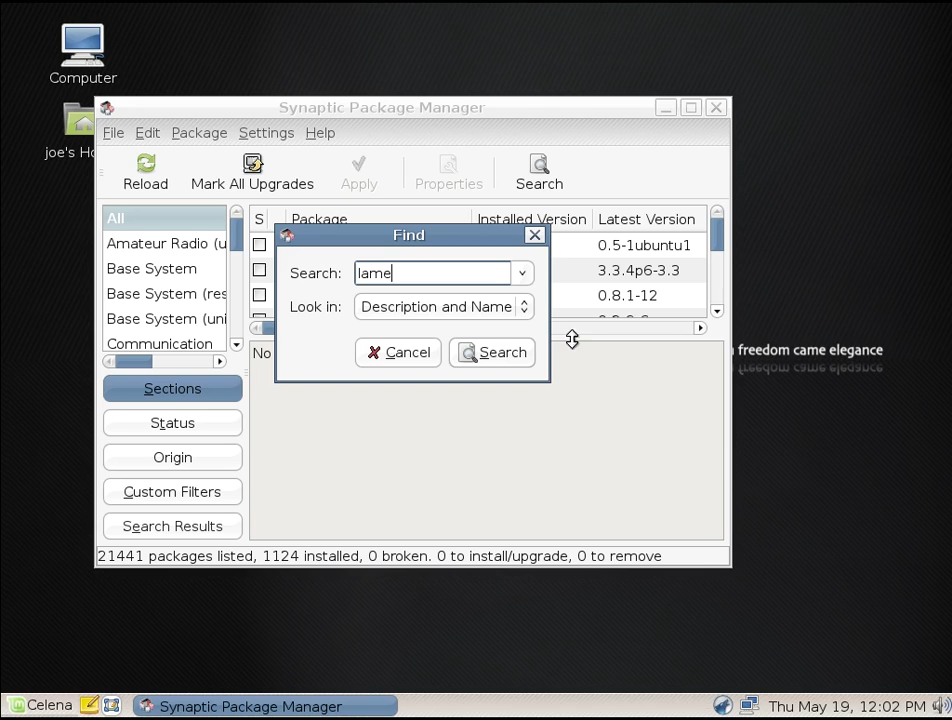 Computer
joe's Ho
Synaptic Package Manager
File Edit Package Settings Help
Reload Mark All Upgrades Apply Properties Search
All
Amateur Radio (u
Base System
Base System (res
Base System (uni
Communication
S Package Installed Version Latest Version
0.5-1ubuntu1
3.3.4p6-3.3
0.8.1-12
Find
Search: lame
Look in: Description and Name
Cancel Search
No
freedom came elegance
Sections
Status
Origin
Custom Filters
Search Results
21441 packages listed, 1124 installed, 0 broken. 0 to install/upgrade, 0 to remove
Celena Synaptic Package Manager Thu May 19, 12:02 PM